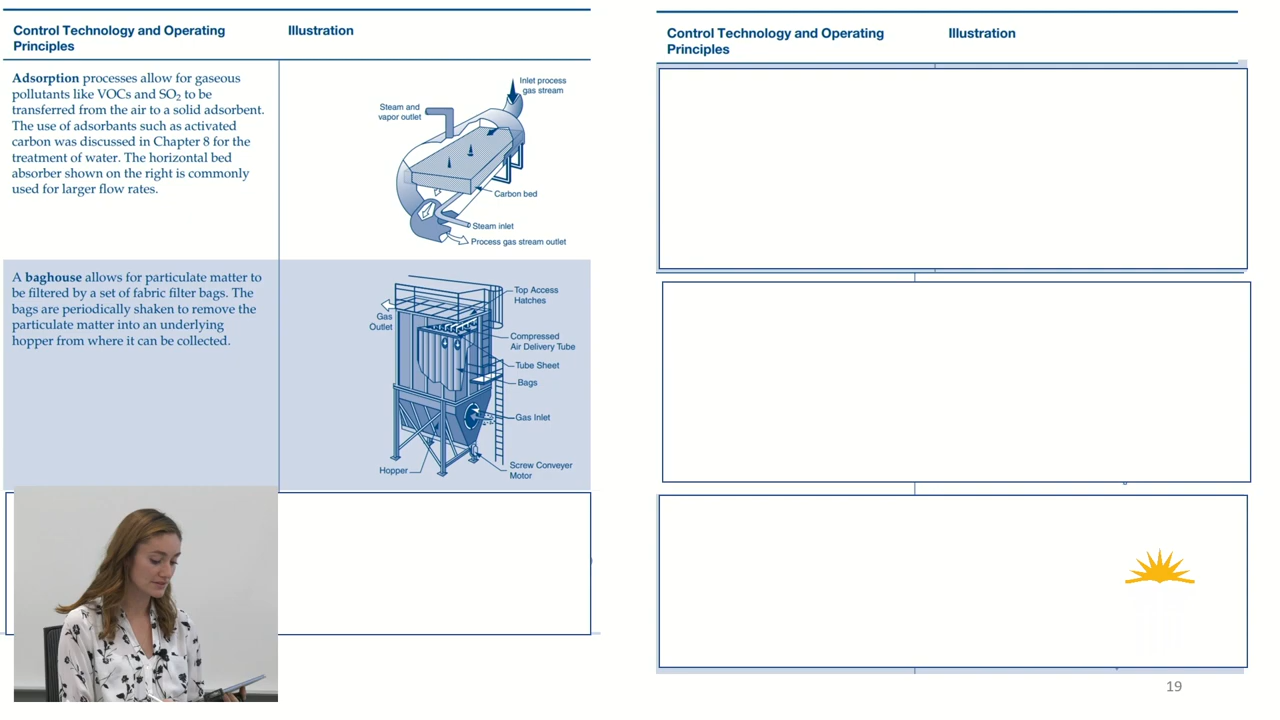 Control Technology and Operating
Principles
Illustration
Adsorption processes allow for gaseous
pollutants like VOCs and SO₂ to be
transferred from the air to a solid adsorbent.
The use of adsorbants such as activated
carbon was discussed in Chapter 8 for the
treatment of water. The horizontal bed
absorber shown on the right is commonly
used for larger flow rates.
Inlet process
gas stream
Steam and
vapor outlet
Carbon bed
Steam inlet
Process gas stream outlet
A baghouse allows for particulate matter to
be filtered by a set of fabric filter bags. The
bags are periodically shaken to remove the
particulate matter into an underlying
hopper from where it can be collected.
Top Access
Hatches
Gas
Outlet
Compressed
Air Delivery Tube
Tube Sheet
Bags
Gas Inlet
Hopper
Screw Conveyer
Motor
Control Technology and Operating
Principles
Illustration
19